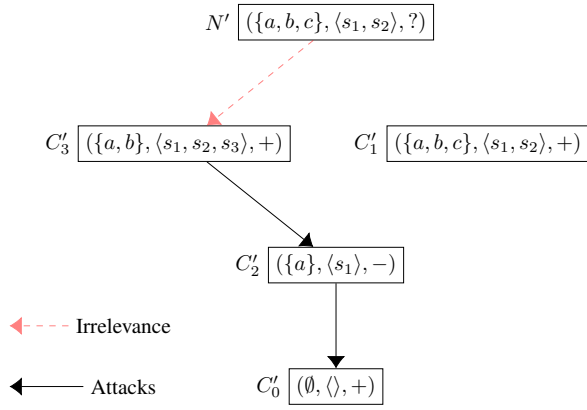 N′ ({a, b, c}, ⟨s₁, s₂⟩, ?)
C′₃ ({a, b}, ⟨s₁, s₂, s₃⟩, +)
C′₁ ({a, b, c}, ⟨s₁, s₂⟩, +)
C′₂ ({a}, ⟨s₁⟩, −)
Irrelevance
Attacks
C′₀ (∅, ⟨⟩, +)